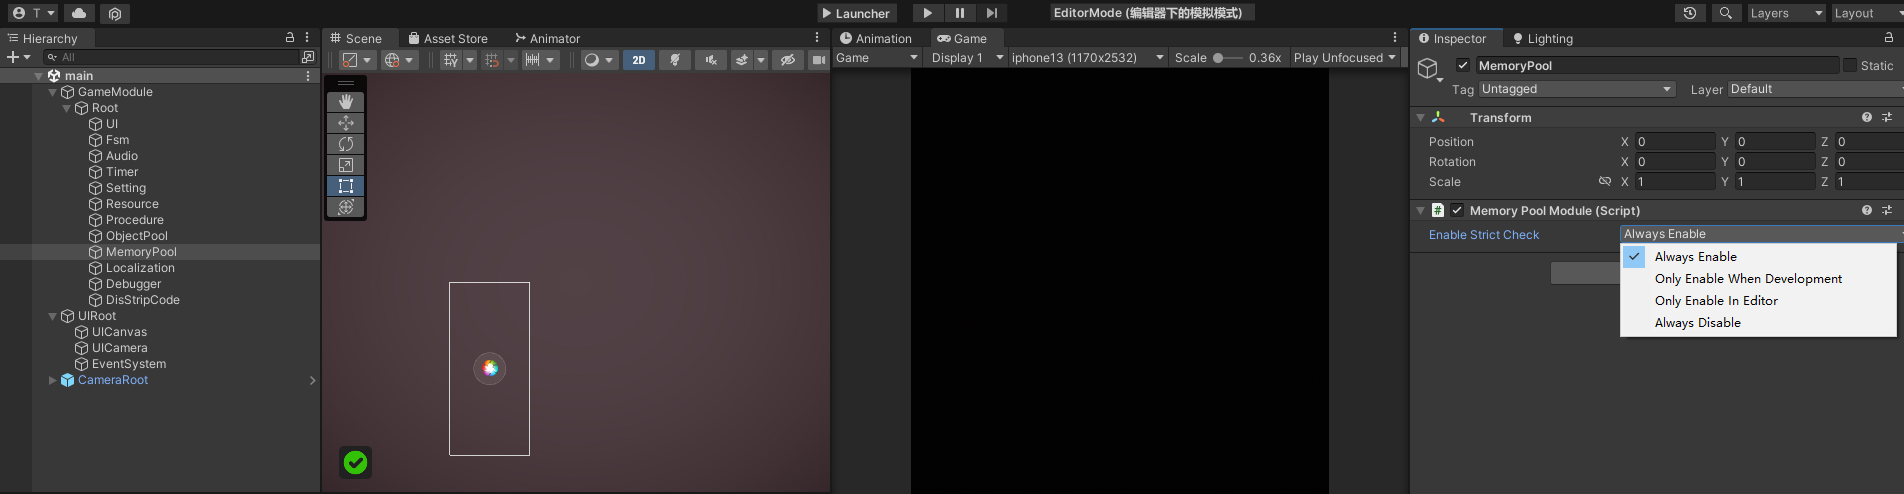 T
Launcher
EditorMode (编辑器下的模拟模式)
Layers
Layout
Hierarchy
All
main
GameModule
Root
UI
Fsm
Audio
Timer
Setting
Resource
Procedure
ObjectPool
MemoryPool
Localization
Debugger
DisStripCode
UIRoot
UICanvas
UICamera
EventSystem
CameraRoot
Scene
Asset Store
Animator
2D
Animation
Game
Game
Display 1
iphone13 (1170x2532)
Scale
0.36x
Play Unfocused
Inspector
Lighting
MemoryPool
Static
Tag Untagged
Layer Default
Transform
Position X 0 Y 0 Z 0
Rotation X 0 Y 0 Z 0
Scale X 1 Y 1 Z 1
# Memory Pool Module (Script)
Enable Strict Check Always Enable
Always Enable
Only Enable When Development
Only Enable In Editor
Always Disable